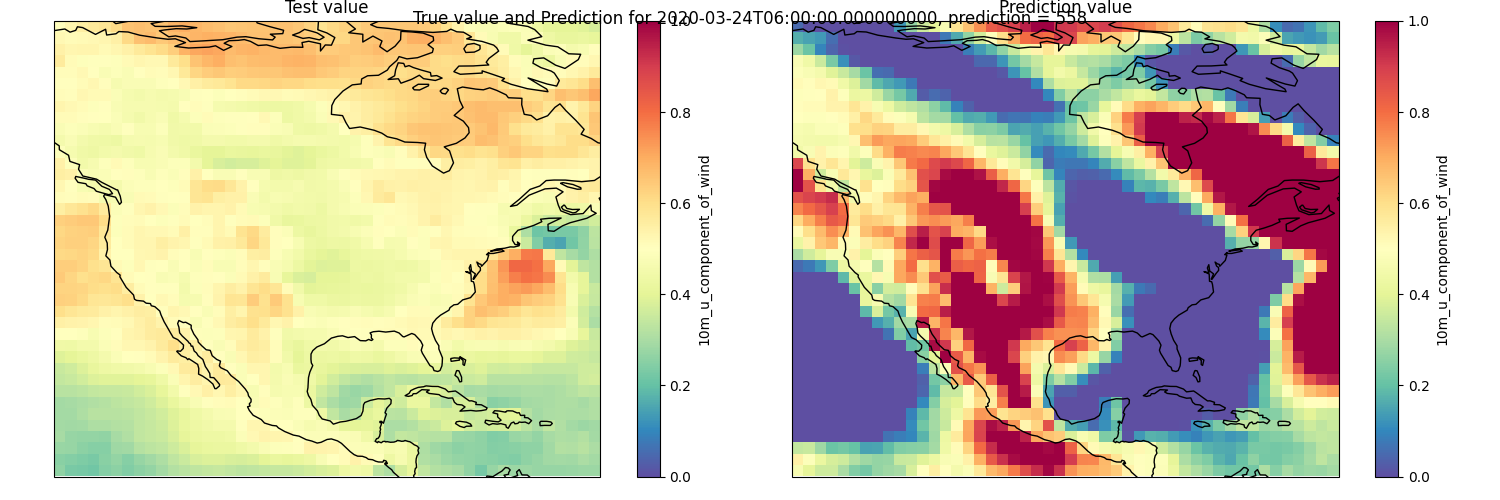 Test value
Prediction value
True value and Prediction for 2020-03-24T06:00:00.000000000, prediction = 558
1.0
0.8
0.6
0.4
0.2
0.0
10m_u_component_of_wind
1.0
0.8
0.6
0.4
0.2
0.0
10m_u_component_of_wind